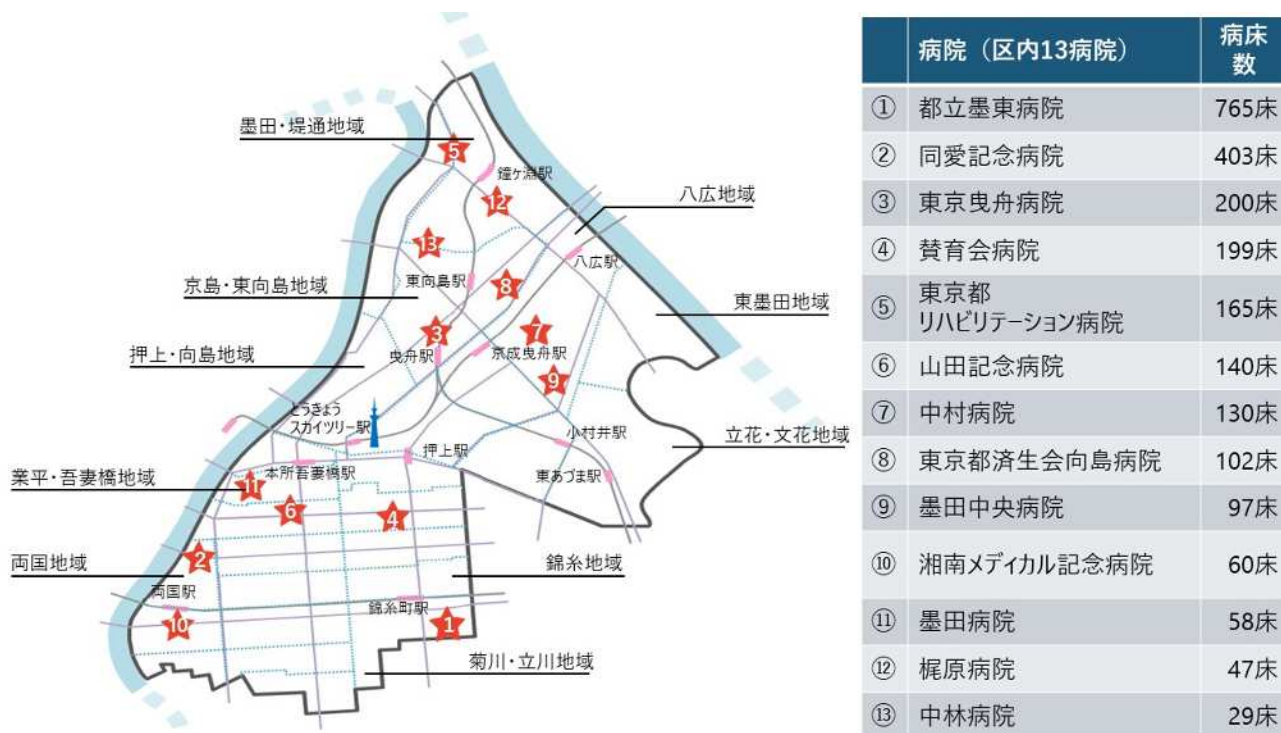 墨田・堤通地域
⑤
鐘ヶ淵駅
⑫
八広地域
⑬
八広駅
東向島駅
⑧
京島・東向島地域
東墨田地域
③
⑦
曳舟駅
京成曳舟駅
押上・向島地域
⑨
とうきょう
スカイツリー駅
小村井駅
立花・文花地域
押上駅
本所吾妻橋駅
東あづま駅
業平・吾妻橋地域
⑪
⑥
④
②
両国地域
錦糸地域
両国駅
錦糸町駅
⑩
①
菊川・立川地域
病院（区内13病院） 病床数
① 都立墨東病院 765床
② 同愛記念病院 403床
③ 東京曳舟病院 200床
④ 賛育会病院 199床
⑤ 東京都
リハビリテーション病院 165床
⑥ 山田記念病院 140床
⑦ 中村病院 130床
⑧ 東京都済生会向島病院 102床
⑨ 墨田中央病院 97床
⑩ 湘南メディカル記念病院 60床
⑪ 墨田病院 58床
⑫ 梶原病院 47床
⑬ 中林病院 29床